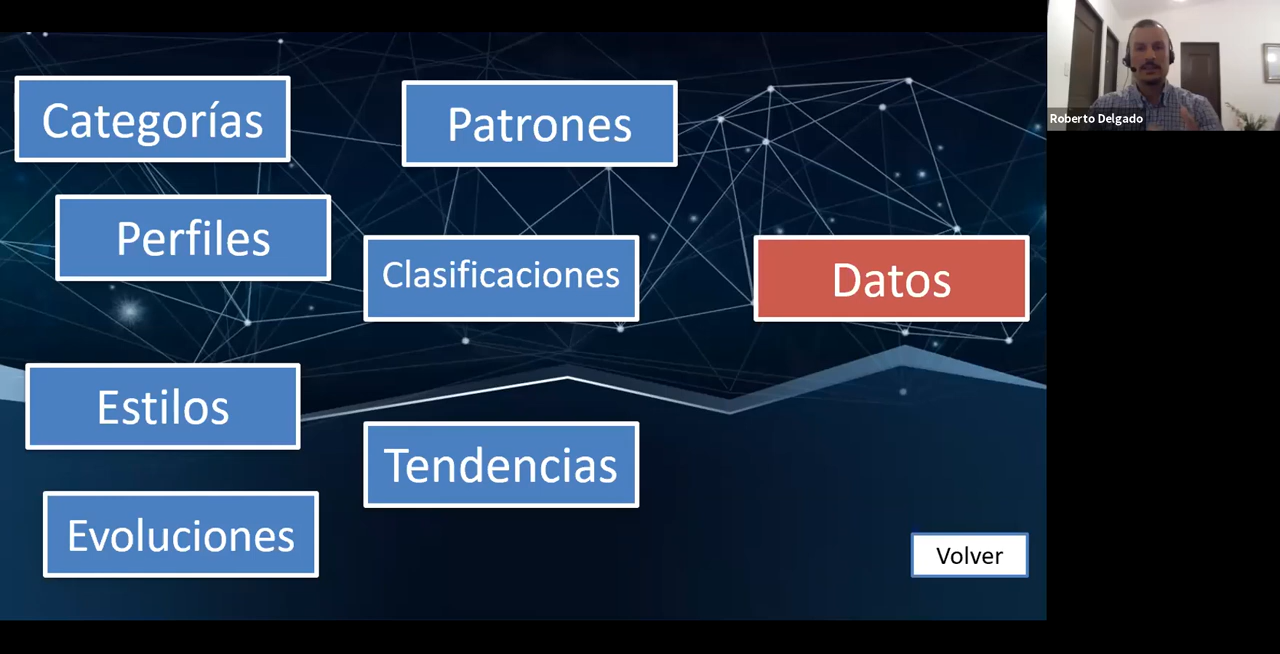 Categorías
Patrones
Roberto Delgado
Perfiles
Clasificaciones
Datos
Estilos
Tendencias
Evoluciones
Volver